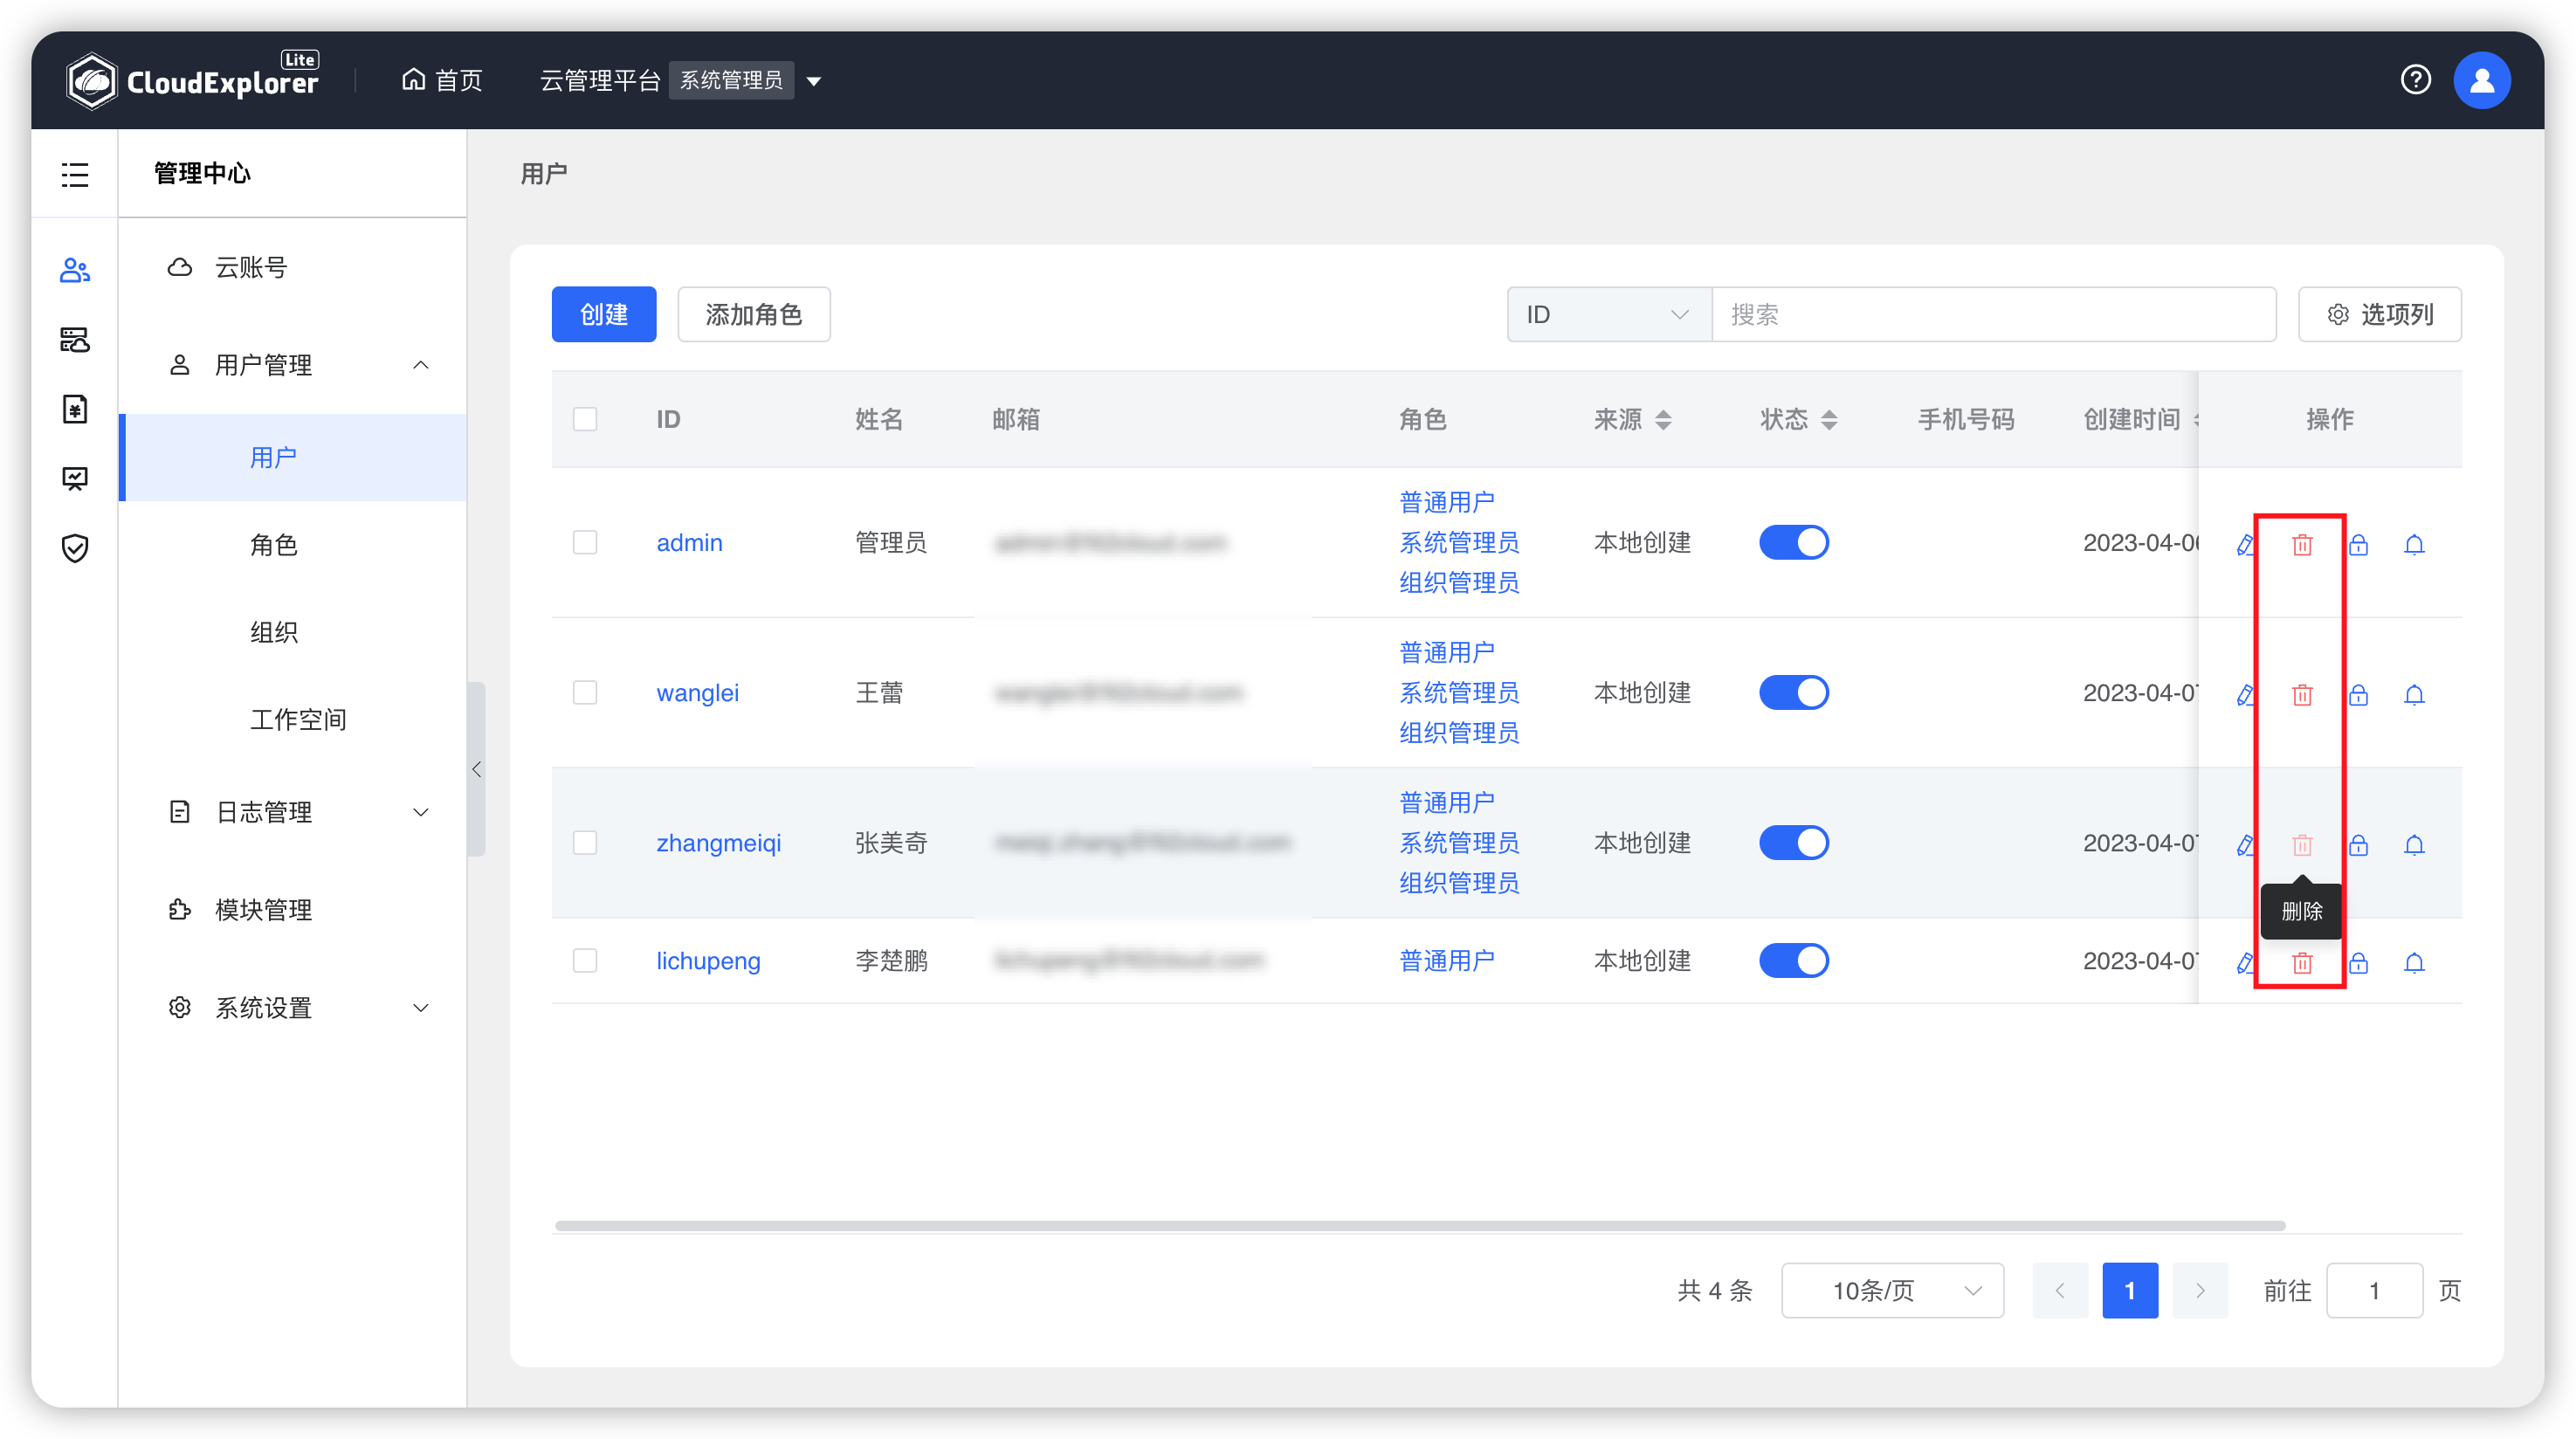 CloudExplorer Lite
首页
云管理平台 系统管理员
管理中心
云账号
用户管理
用户
角色
组织
工作空间
日志管理
模块管理
系统设置
用户
创建 添加角色 ID 搜索 选项列
ID 姓名 邮箱 角色 来源 状态 手机号码 创建时间 操作
admin 管理员 普通用户 系统管理员 组织管理员 本地创建 2023-04-06
wanglei 王蕾 普通用户 系统管理员 组织管理员 本地创建 2023-04-07
zhangmeiqi 张美奇 普通用户 系统管理员 组织管理员 本地创建 2023-04-07
删除
lichupeng 李楚鹏 普通用户 本地创建 2023-04-07
共 4 条 10条/页 1 前往 1 页